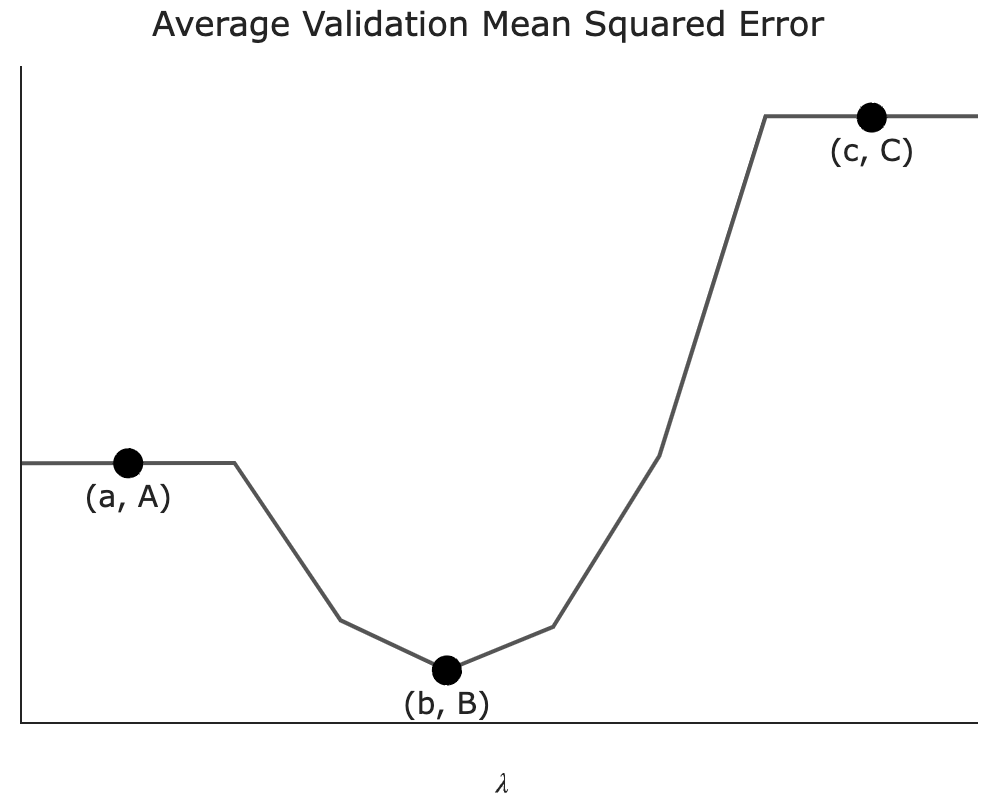 Average Validation Mean Squared Error
(c, C)
(a, A)
(b, B)
λ